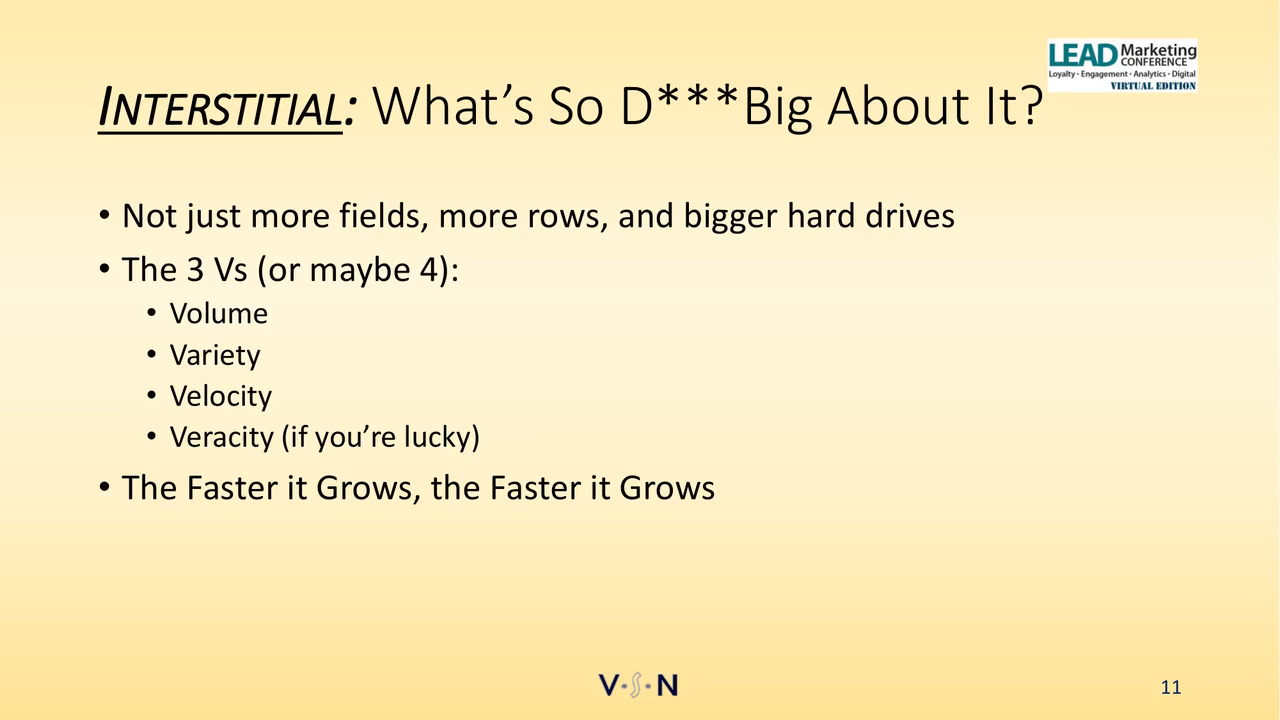 LEAD Marketing
CONFERENCE
Loyalty • Engagement • Analytics • Digital
VIRTUAL EDITION
INTERSTITIAL: What’s So D***Big About It?
• Not just more fields, more rows, and bigger hard drives
• The 3 Vs (or maybe 4):
• Volume
• Variety
• Velocity
• Veracity (if you’re lucky)
• The Faster it Grows, the Faster it Grows
V•S•N
11